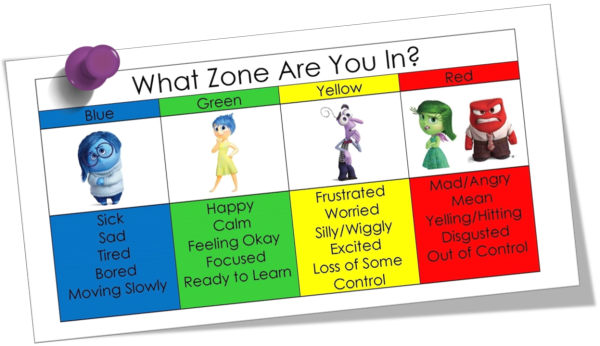 What Zone Are You In?
Blue
Green
Yellow
Red
Sick
Sad
Tired
Bored
Moving Slowly
Happy
Calm
Feeling Okay
Focused
Ready to Learn
Frustrated
Worried
Silly/Wiggly
Excited
Loss of Some
Control
Mad/Angry
Mean
Yelling/Hitting
Disgusted
Out of Control